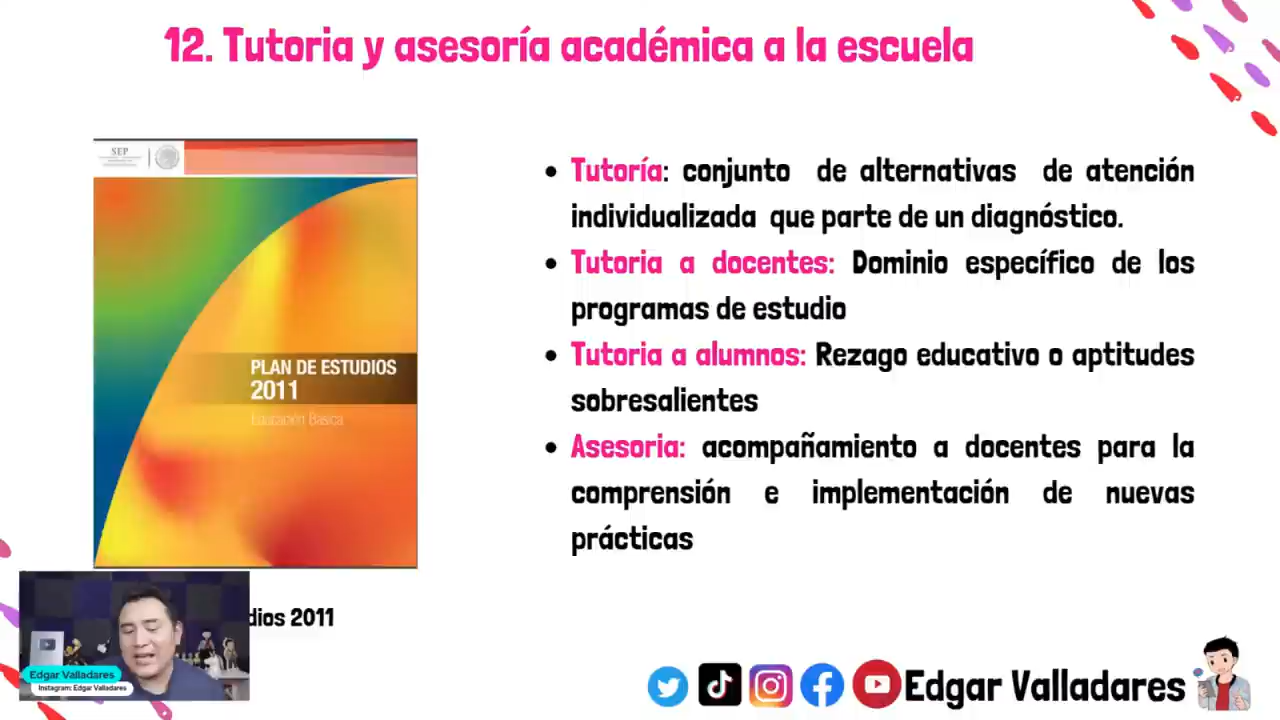 12. Tutoria y asesoría académica a la escuela
SEP
PLAN DE ESTUDIOS
2011
Educación Básica
dios 2011
Tutoría: conjunto de alternativas de atención
individualizada que parte de un diagnóstico.
Tutoria a docentes: Dominio específico de los
programas de estudio
Tutoria a alumnos: Rezago educativo o aptitudes
sobresalientes
Asesoria: acompañamiento a docentes para la
comprensión e implementación de nuevas
prácticas
Edgar Valladares
Instagram: Edgar Valladares
Edgar Valladares